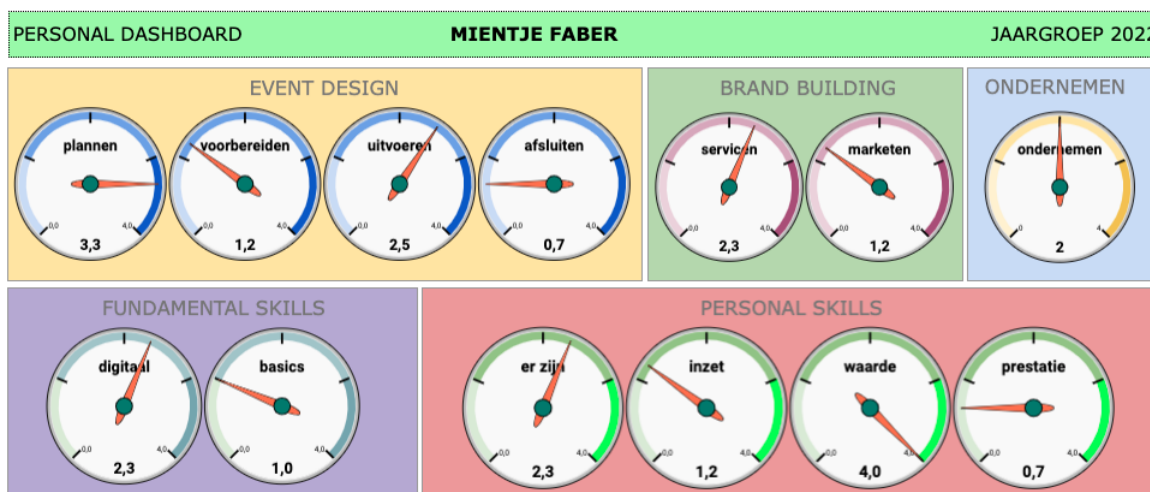 PERSONAL DASHBOARD MIENTJE FABER JAARGROEP 2022
EVENT DESIGN
plannen
0,0 4,0
3,3
voorbereiden
0,0 4,0
1,2
uitvoeren
0,0 4,0
2,5
afsluiten
0,0 4,0
0,7
BRAND BUILDING
servicen
0 4,0
2,3
marketen
0 4,0
1,2
ONDERNEMEN
ondernemen
0 4
2
FUNDAMENTAL SKILLS
digitaal
0,0 4,0
2,3
basics
0,0 4,0
1,0
PERSONAL SKILLS
er zijn
0,0 4,0
2,3
inzet
0,0 4,0
1,2
waarde
0,0 4,0
4,0
prestatie
0,0 4,0
0,7